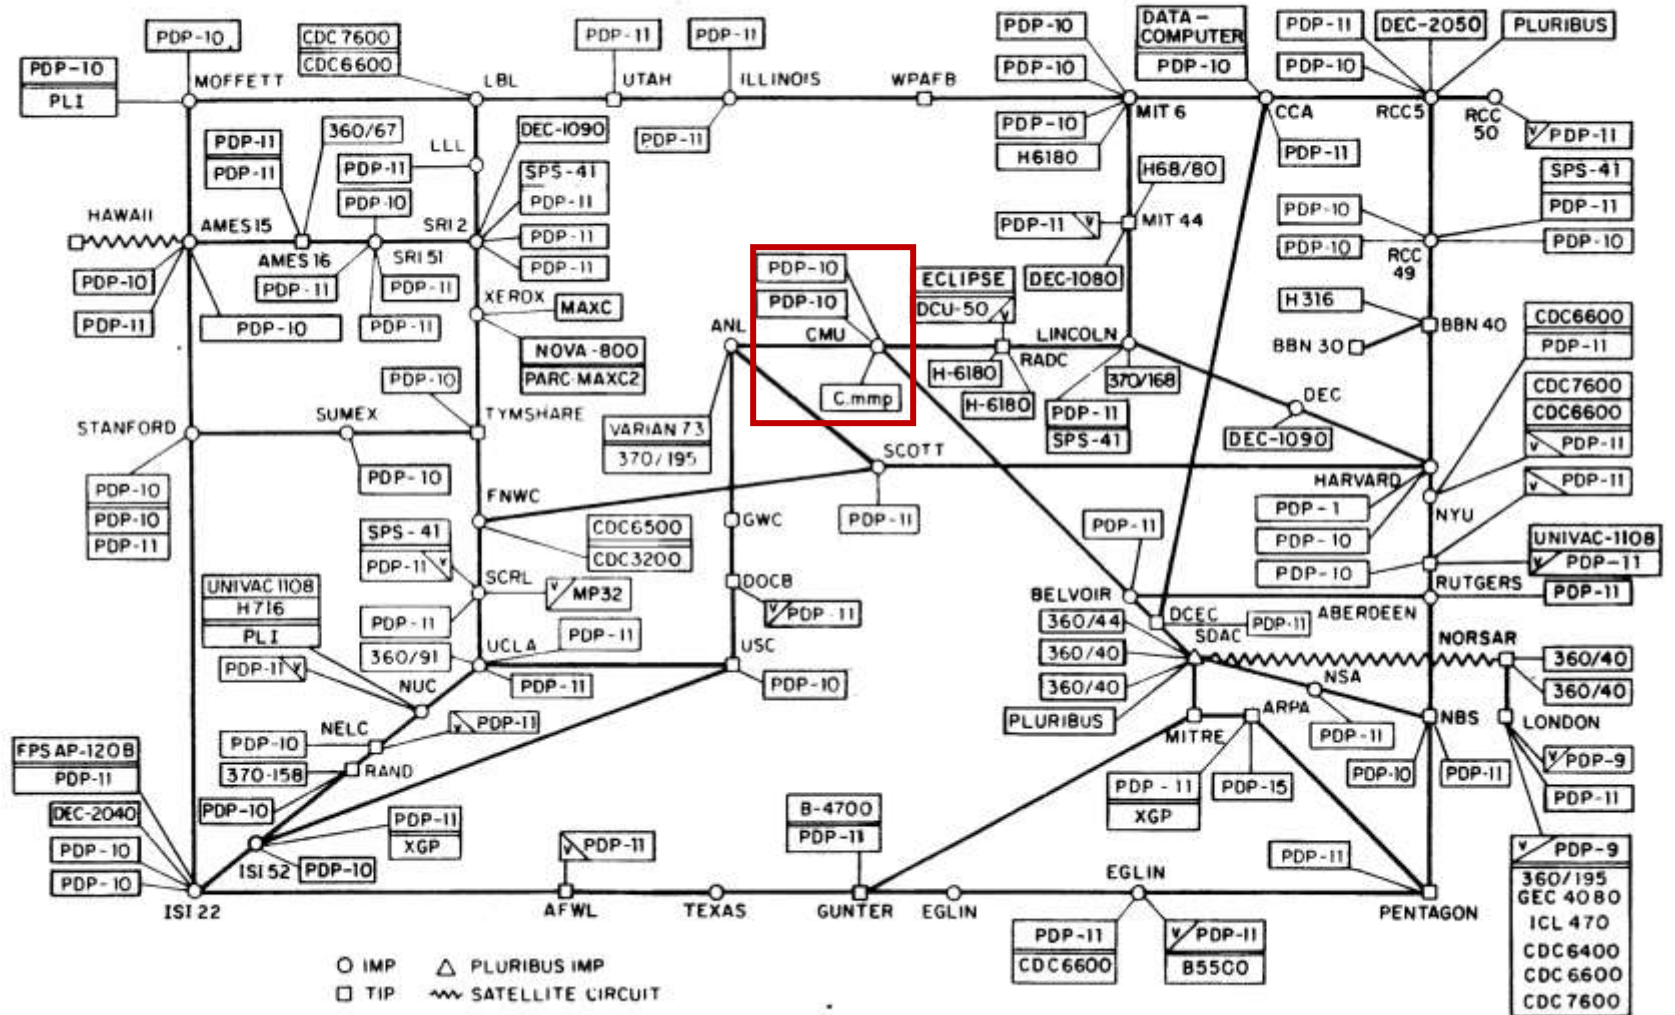 PDP-10
CDC 7600
CDC 6600
PDP-11
PDP-11
PDP-10
DATA-
COMPUTER
PDP-10
PDP-11
DEC-2050
PLURIBUS
PDP-10
PLI
MOFFETT
LBL
UTAH
ILLINOIS
WPAFB
PDP-10
PDP-10
MIT 6
CCA
RCC5
RCC
50
PDP-11
PDP-11
PDP-10
H6180
PDP-11
PDP-11
PDP-11
360/67
LLL
PDP-11
DEC-1090
SPS-41
PDP-11
H68/80
SPS-41
PDP-11
HAWAII
AMES 15
AMES 16
PDP-10
SRI 51
SRI 2
PDP-11
PDP-11
PDP-11
MIT 44
DEC-1080
PDP-10
PDP-10
RCC
49
PDP-10
PDP-10
PDP-11
PDP-10
PDP-11
PDP-11
PDP-11
XEROX
MAXC
NOVA-800
PARC-MAXC2
PDP-10
PDP-10
CMU
C.mmp
ANL
ECLIPSE
DCU-50
RADC
H-6180
H-6180
LINCOLN
370/168
PDP-11
SPS-41
H316
BBN 40
BBN 30
CDC6600
PDP-11
CDC7600
CDC6600
PDP-11
PDP-11
DEC
DEC-1090
STANFORD
SUMEX
PDP-10
TYMSHARE
PDP-10
PDP-10
PDP-10
PDP-11
VARIAN 73
370/195
SCOTT
PDP-11
HARVARD
PDP-1
PDP-10
NYU
PDP-10
RUTGERS
UNIVAC-1108
PDP-11
PDP-11
FNWC
CDC6500
CDC3200
GWC
SPS-41
PDP-11
SCRL
MP32
PDP-11
DOCB
PDP-11
PDP-11
BELVOIR
ABERDEEN
DCEC
PDP-11
UNIVAC 1108
H716
PLI
PDP-11
360/91
UCLA
PDP-11
PDP-11
USC
PDP-10
360/44
360/40
360/40
PLURIBUS
SDAC
NORSAR
360/40
360/40
NSA
PDP-11
NUC
NELC
PDP-11
PDP-10
370-158
RAND
PDP-10
MITRE
ARPA
PDP-11
XGP
PDP-15
NBS
PDP-10
PDP-11
LONDON
V PDP-9
PDP-11
FPS AP-120B
PDP-11
DEC-2040
PDP-10
PDP-10
ISI 22
ISI 52
PDP-10
PDP-11
XGP
V PDP-11
AFWL
TEXAS
B-4700
PDP-11
GUNTER
EGLIN
EGLIN
PDP-11
CDC6600
V PDP-11
B5500
PDP-11
PENTAGON
V PDP-9
360/195
GEC 4080
ICL 470
CDC6400
CDC6600
CDC7600
IMP
PLURIBUS IMP
TIP
SATELLITE CIRCUIT